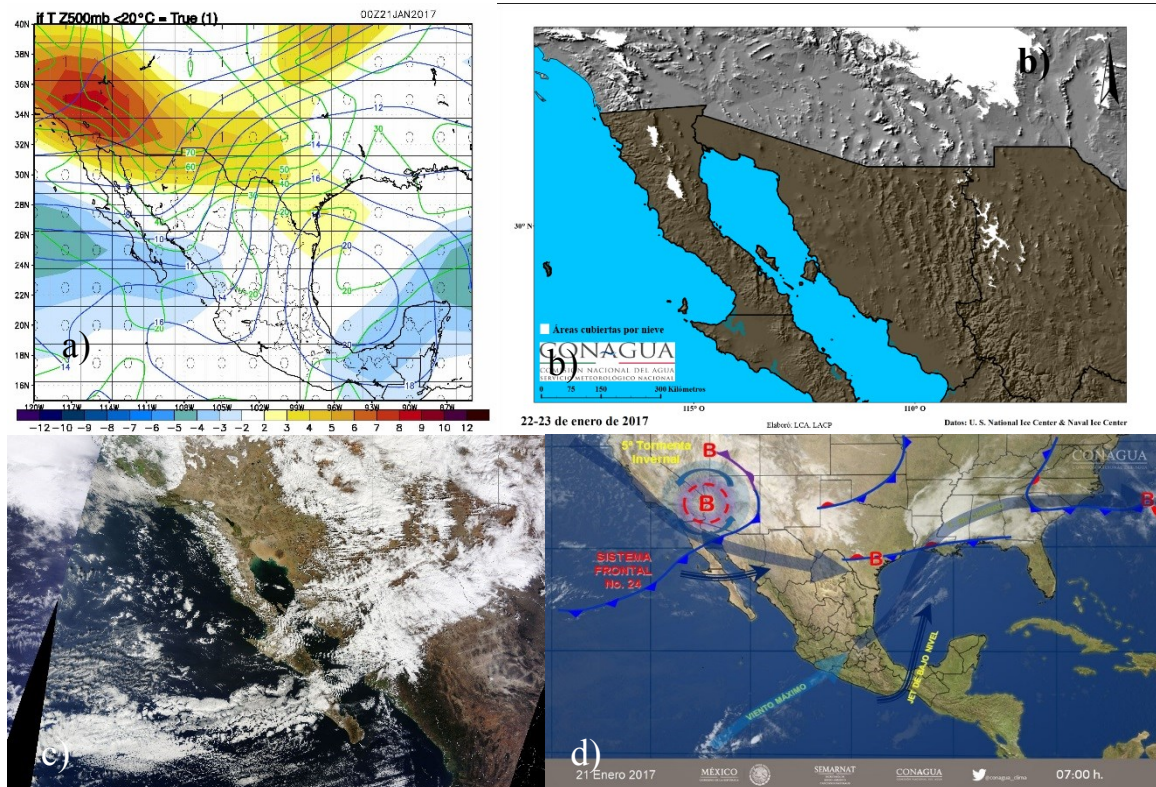 if T Z500mb <20°C = True (1)
00Z21JAN2017
40N
38N
36N
34N
32N
30N
28N
26N
24N
22N
20N
18N
16N
120W 117W 114W 111W 108W 105W 102W 99W 96W 93W 90W 87W
-12 -10 -9 -8 -7 -6 -5 -4 -3 -2 2 3 4 5 6 7 8 9 10 12
a)
b)
30° N
Áreas cubiertas por nieve
CONAGUA
COMISIÓN NACIONAL DEL AGUA
SERVICIO METEOROLÓGICO NACIONAL
b)
0 75 150 300 Kilómetros
115° O 110° O
22-23 de enero de 2017
Elaboró: LCA, LACP
Datos: U. S. National Ice Center & Naval Ice Center
c)
5ª Tormenta
Invernal
B
B
CONAGUA
B
SISTEMA
FRONTAL
No. 24
B
VIENTO MÁXIMO
JET DE BAJO NIVEL
d)
21 Enero 2017
MÉXICO
SEMARNAT
CONAGUA
@conagua_clima
07:00 h.